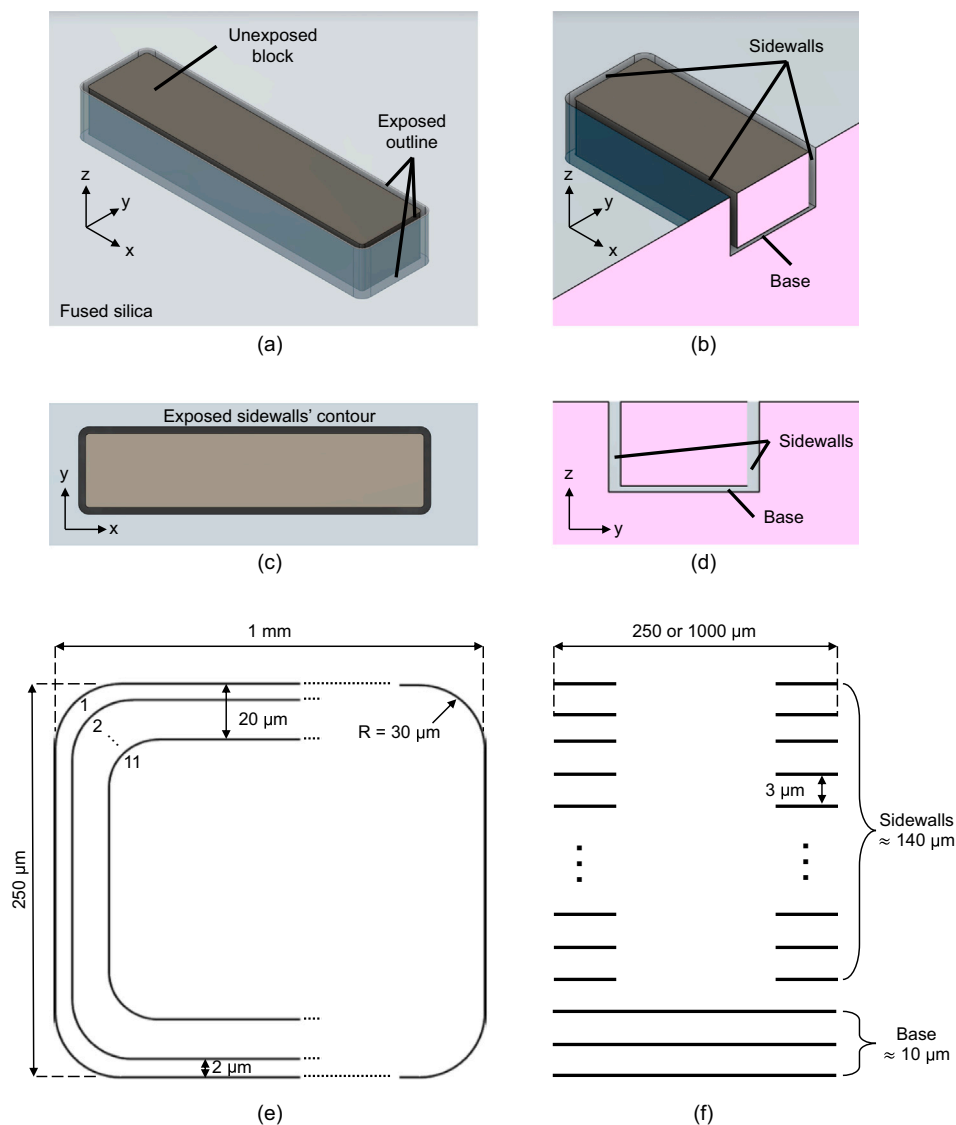 Unexposed
block
Exposed
outline
z
y
x
Fused silica
(a)
Sidewalls
z
y
x
Base
(b)
Exposed sidewalls’ contour
y
x
(c)
Sidewalls
z
Base
y
(d)
1 mm
1
2
11
20 µm
R = 30 µm
250 µm
2 µm
(e)
250 or 1000 µm
3 µm
Sidewalls
≈ 140 µm
Base
≈ 10 µm
(f)